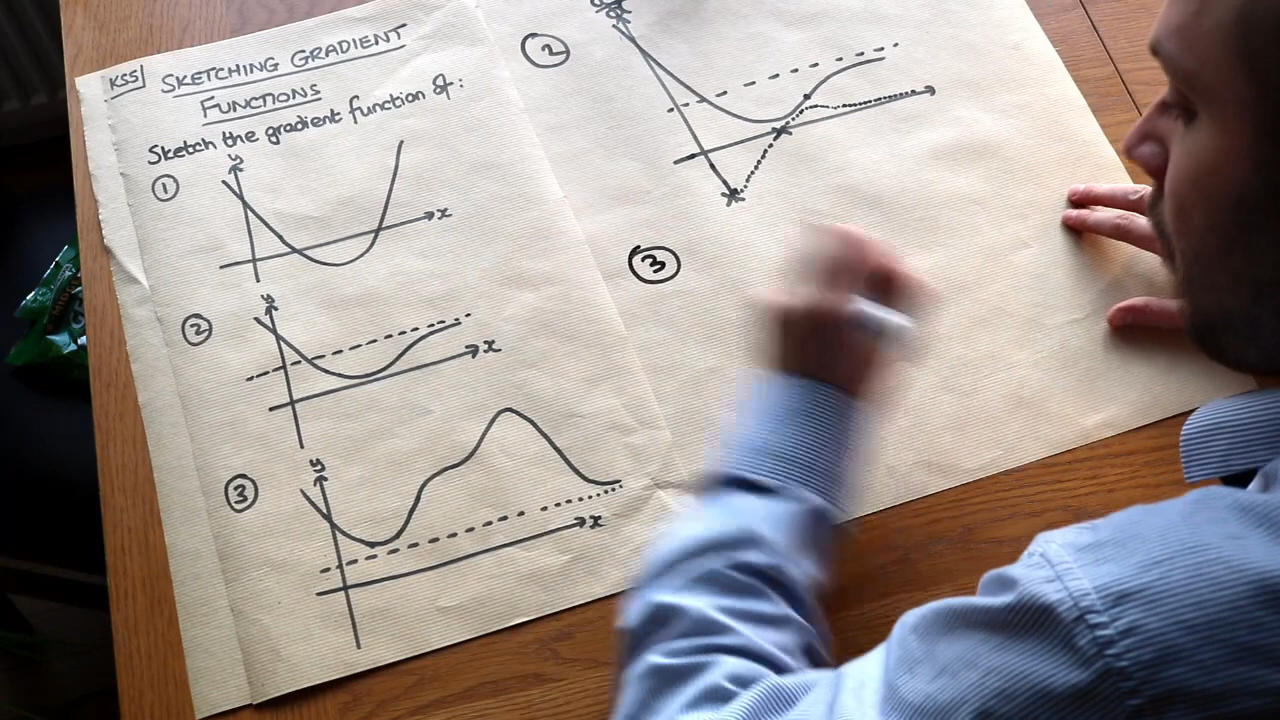 KS5
SKETCHING GRADIENT
FUNCTIONS
Sketch the gradient function of:
①
y
x
②
y
x
③
y
x
②
③